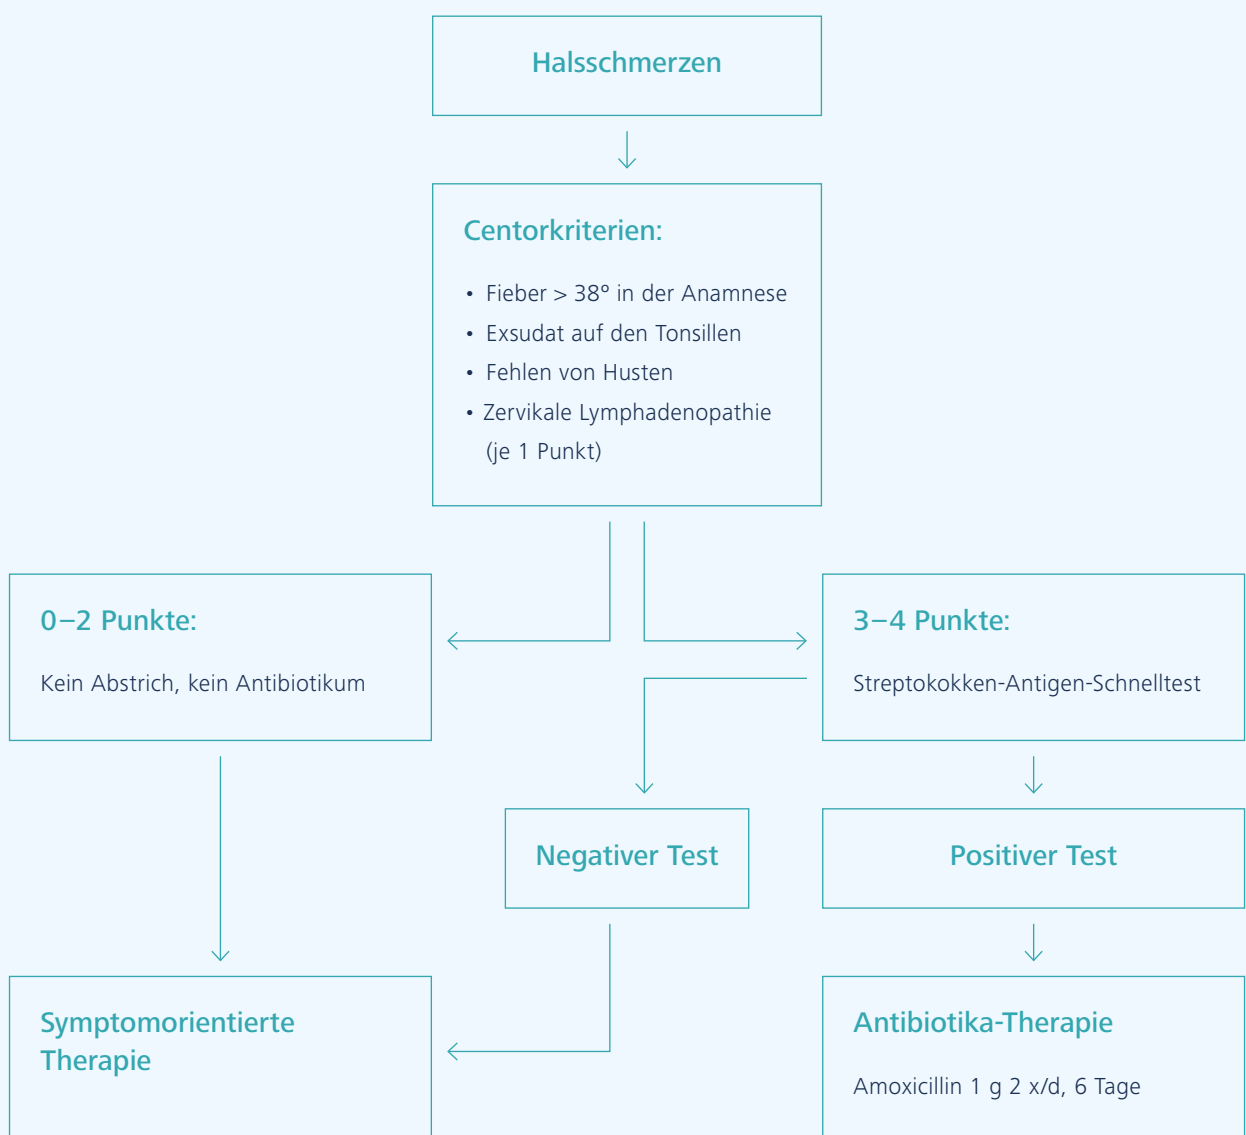 Halsschmerzen
Centorkriterien:
• Fieber > 38° in der Anamnese
• Exsudat auf den Tonsillen
• Fehlen von Husten
• Zervikale Lymphadenopathie
(je 1 Punkt)
0–2 Punkte:
Kein Abstrich, kein Antibiotikum
3–4 Punkte:
Streptokokken-Antigen-Schnelltest
Negativer Test
Positiver Test
Symptomorientierte
Therapie
Antibiotika-Therapie
Amoxicillin 1 g 2 x/d, 6 Tage